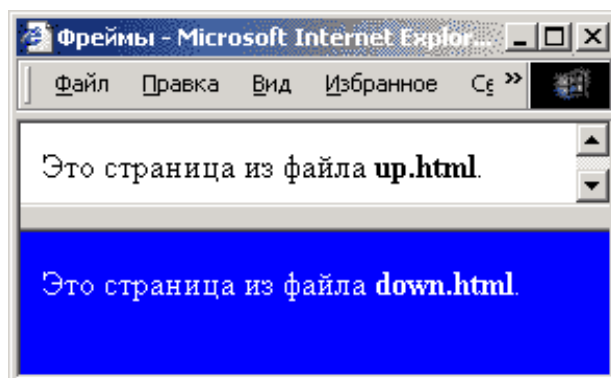 Фреймы - Microsoft Internet Explor...
Файл Правка Вид Избранное Се »
Это страница из файла up.html.
Это страница из файла down.html.